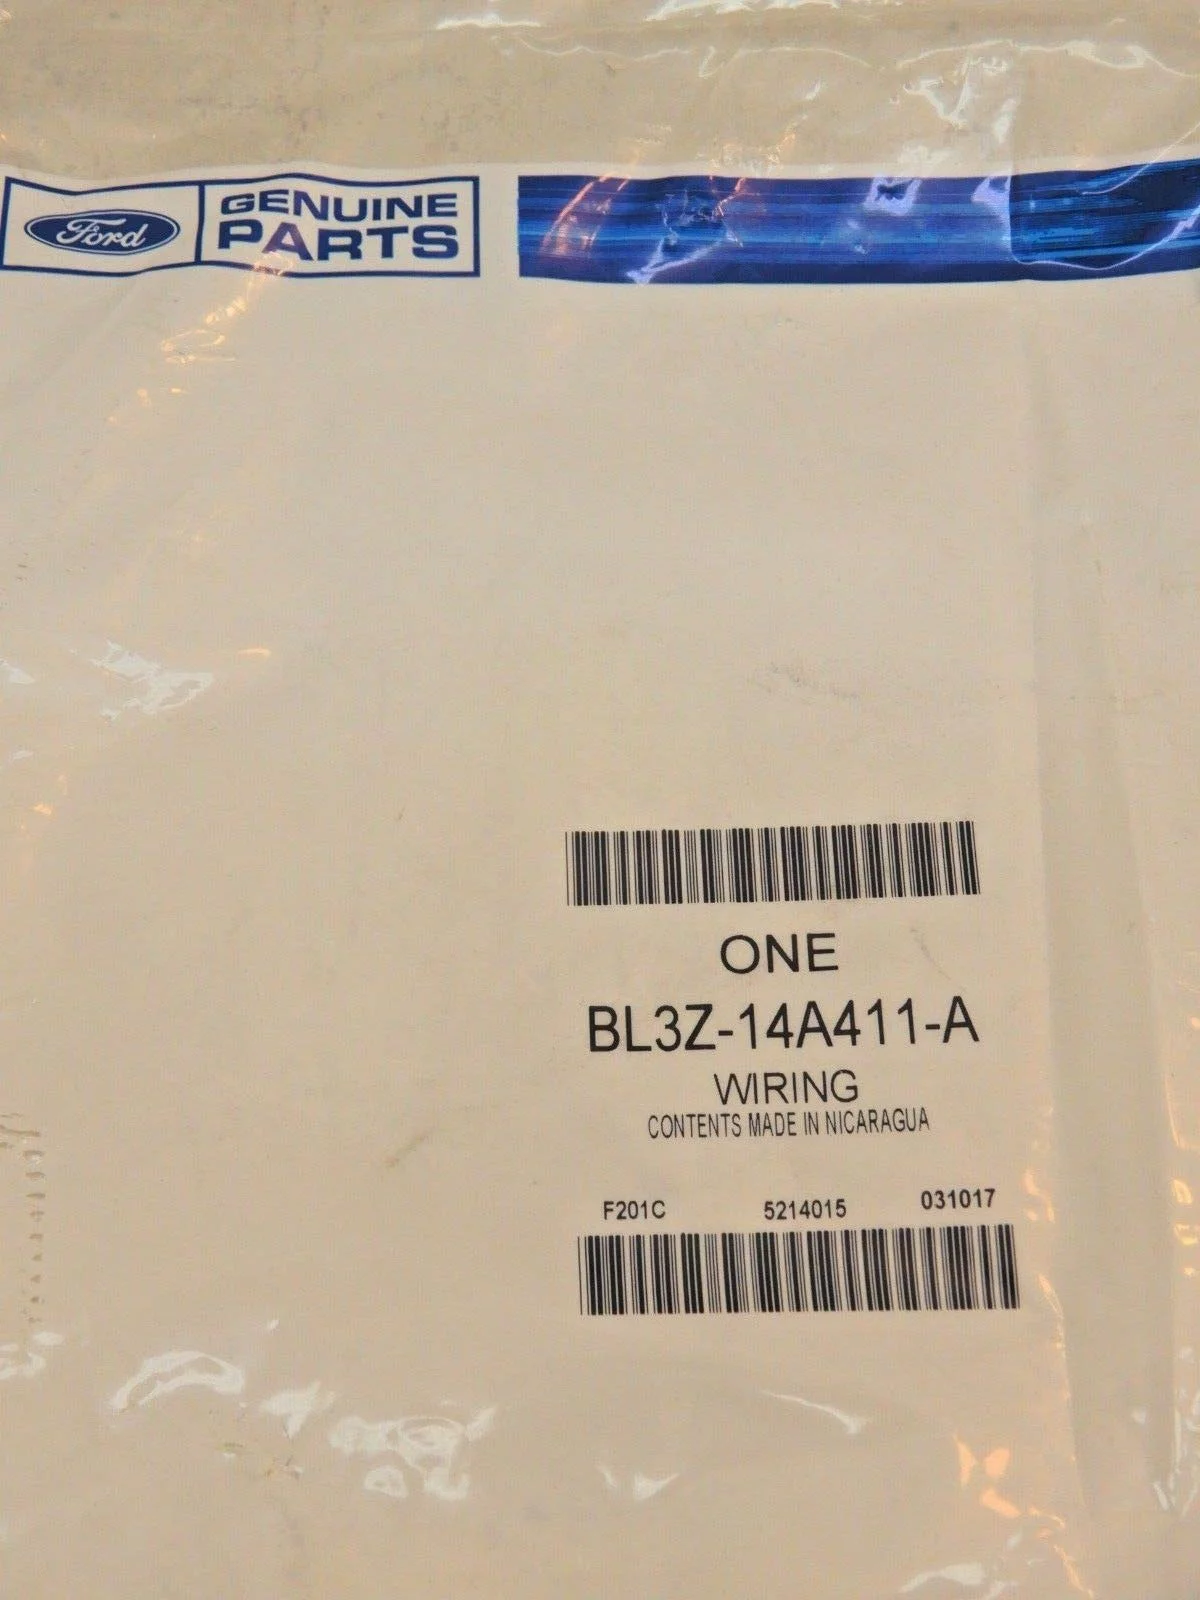 Ford
GENUINE
PARTS
ONE
BL3Z-14A411-A
WIRING
CONTENTS MADE IN NICARAGUA
F201C 5214015 031017